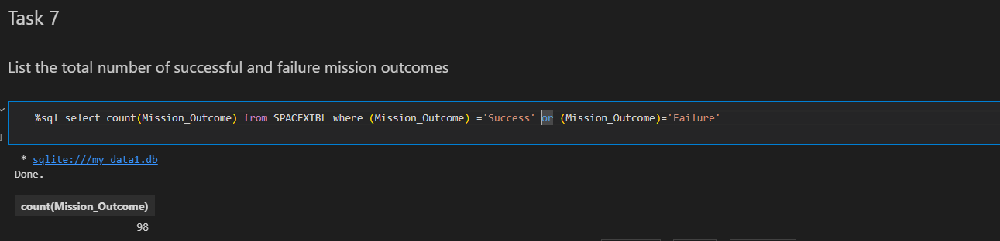 Task 7
List the total number of successful and failure mission outcomes
%sql select count(Mission_Outcome) from SPACEXTBL where (Mission_Outcome) ='Success' or (Mission_Outcome)='Failure'
]
* sqlite:///my_data1.db
Done.
count(Mission_Outcome)
98